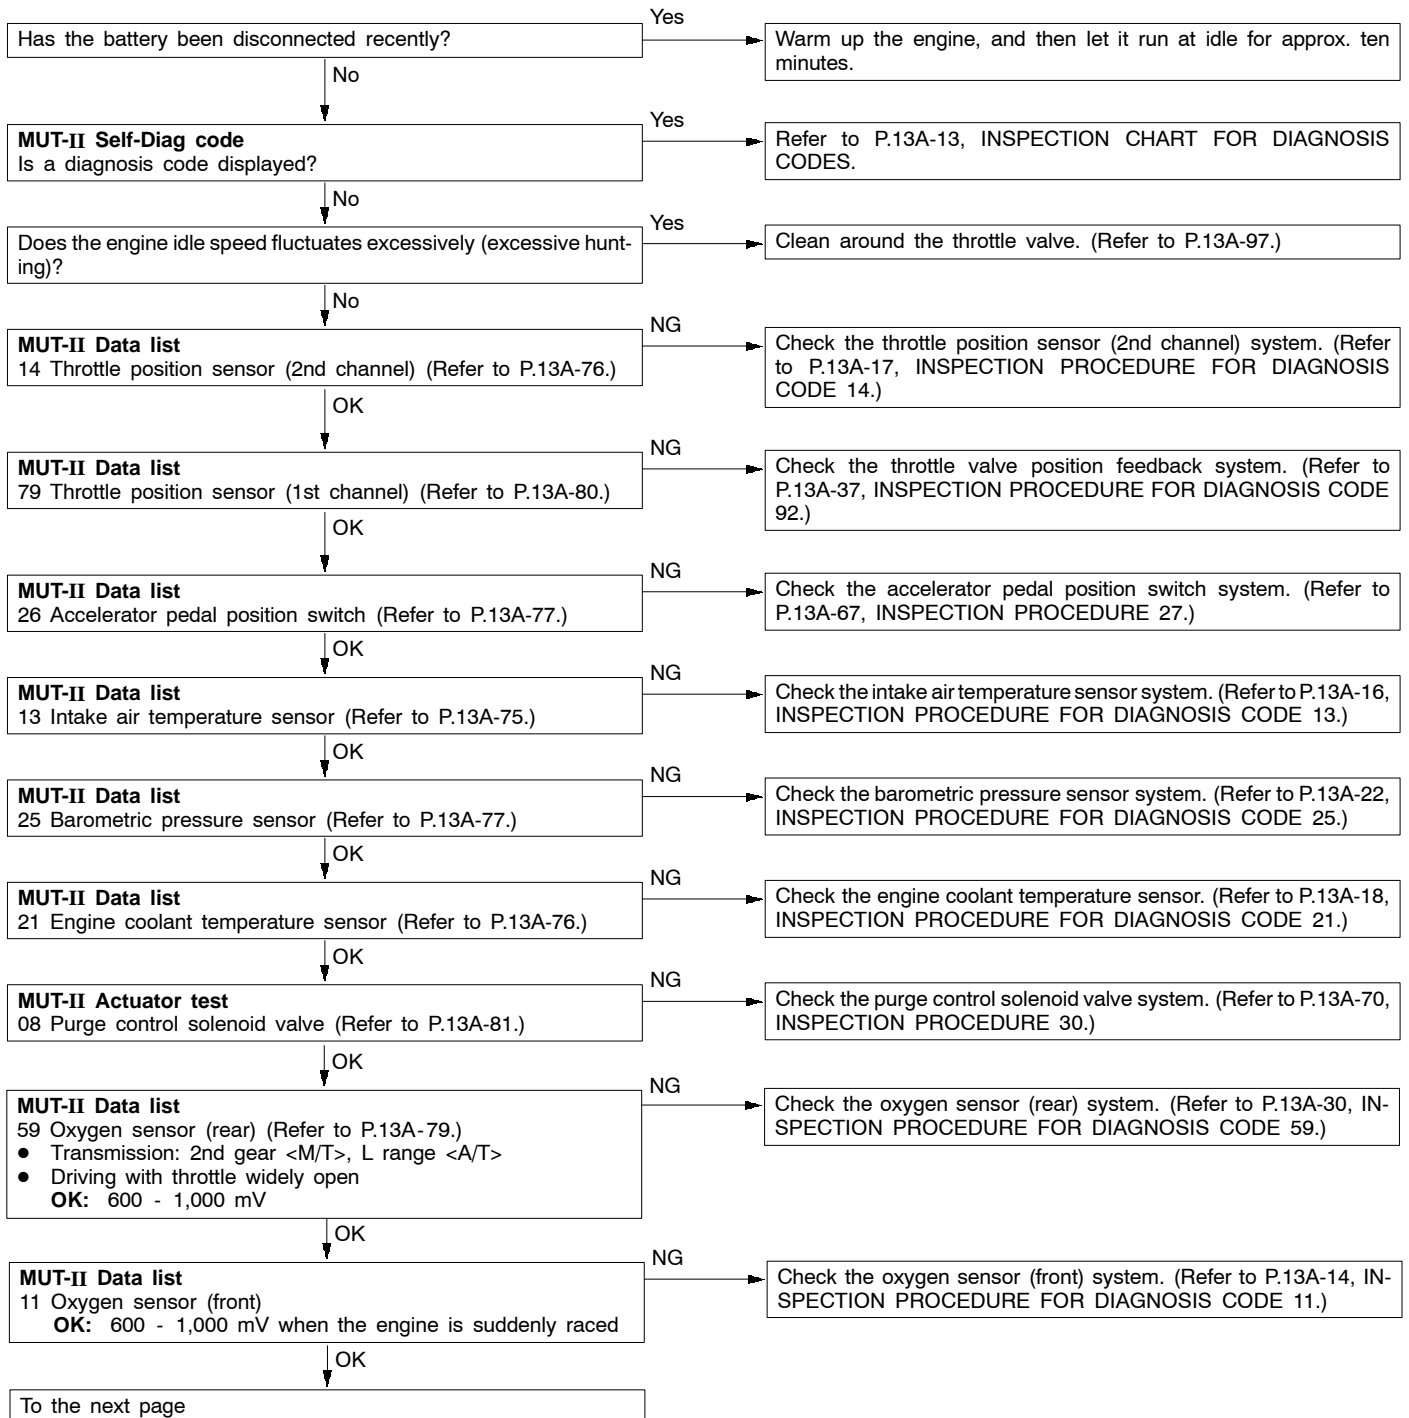 Has the battery been disconnected recently?
Yes
Warm up the engine, and then let it run at idle for approx. ten
minutes.
No
MUT-II Self-Diag code
Is a diagnosis code displayed?
Yes
Refer to P.13A-13, INSPECTION CHART FOR DIAGNOSIS
CODES.
No
Does the engine idle speed fluctuates excessively (excessive hunt-
ing)?
Yes
Clean around the throttle valve. (Refer to P.13A-97.)
No
MUT-II Data list
14 Throttle position sensor (2nd channel) (Refer to P.13A-76.)
NG
Check the throttle position sensor (2nd channel) system. (Refer
to P.13A-17, INSPECTION PROCEDURE FOR DIAGNOSIS
CODE 14.)
OK
MUT-II Data list
79 Throttle position sensor (1st channel) (Refer to P.13A-80.)
NG
Check the throttle valve position feedback system. (Refer to
P.13A-37, INSPECTION PROCEDURE FOR DIAGNOSIS CODE
92.)
OK
MUT-II Data list
26 Accelerator pedal position switch (Refer to P.13A-77.)
NG
Check the accelerator pedal position switch system. (Refer to
P.13A-67, INSPECTION PROCEDURE 27.)
OK
MUT-II Data list
13 Intake air temperature sensor (Refer to P.13A-75.)
NG
Check the intake air temperature sensor system. (Refer to P.13A-16,
INSPECTION PROCEDURE FOR DIAGNOSIS CODE 13.)
OK
MUT-II Data list
25 Barometric pressure sensor (Refer to P.13A-77.)
NG
Check the barometric pressure sensor system. (Refer to P.13A-22,
INSPECTION PROCEDURE FOR DIAGNOSIS CODE 25.)
OK
MUT-II Data list
21 Engine coolant temperature sensor (Refer to P.13A-76.)
NG
Check the engine coolant temperature sensor. (Refer to P.13A-18,
INSPECTION PROCEDURE FOR DIAGNOSIS CODE 21.)
OK
MUT-II Actuator test
08 Purge control solenoid valve (Refer to P.13A-81.)
NG
Check the purge control solenoid valve system. (Refer to P.13A-70,
INSPECTION PROCEDURE 30.)
OK
MUT-II Data list
59 Oxygen sensor (rear) (Refer to P.13A-79.)
● Transmission: 2nd gear <M/T>, L range <A/T>
● Driving with throttle widely open
OK: 600 - 1,000 mV
NG
Check the oxygen sensor (rear) system. (Refer to P.13A-30, IN-
SPECTION PROCEDURE FOR DIAGNOSIS CODE 59.)
OK
MUT-II Data list
11 Oxygen sensor (front)
OK: 600 - 1,000 mV when the engine is suddenly raced
NG
Check the oxygen sensor (front) system. (Refer to P.13A-14, IN-
SPECTION PROCEDURE FOR DIAGNOSIS CODE 11.)
OK
To the next page